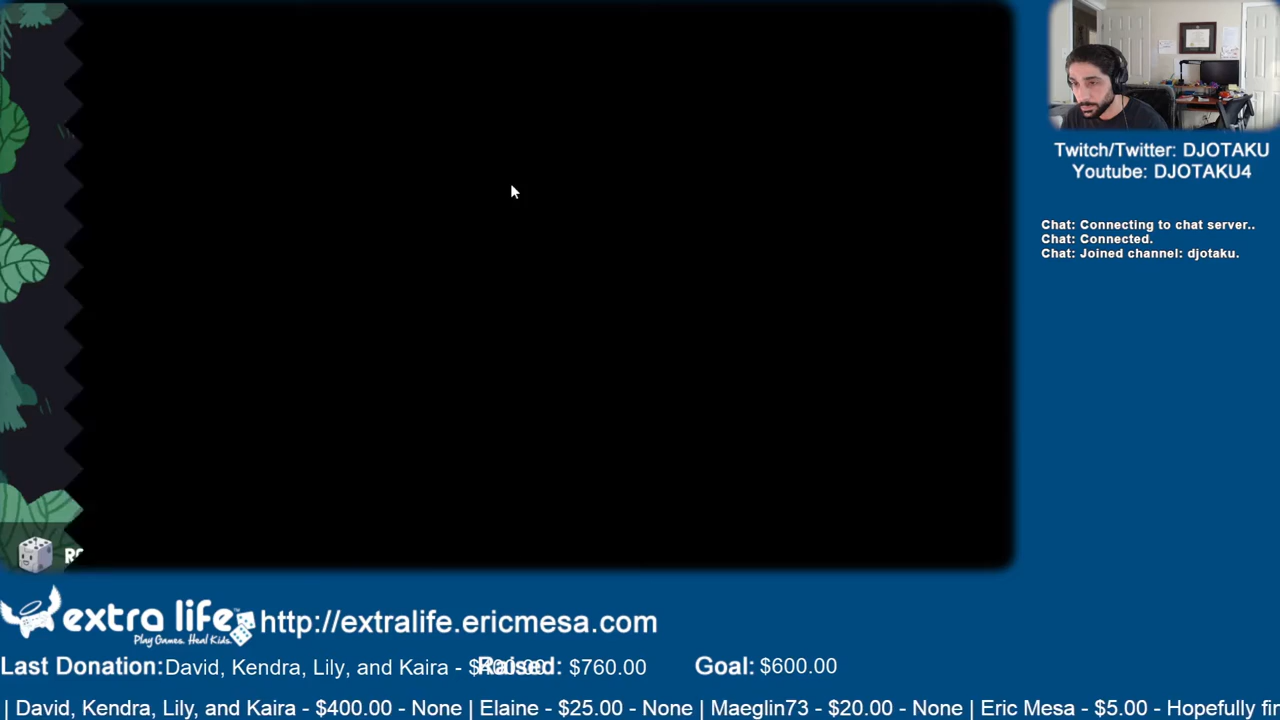 Twitch/Twitter: DJOTAKU
Youtube: DJOTAKU4
Chat: Connecting to chat server..
Chat: Connected.
Chat: Joined channel: djotaku.
extra life
Play Games. Heal Kids.
http://extralife.ericmesa.com
Last Donation: David, Kendra, Lily, and Kaira - Raised: $760.00 Goal: $600.00
| David, Kendra, Lily, and Kaira - $400.00 - None | Elaine - $25.00 - None | Maeglin73 - $20.00 - None | Eric Mesa - $5.00 - Hopefully